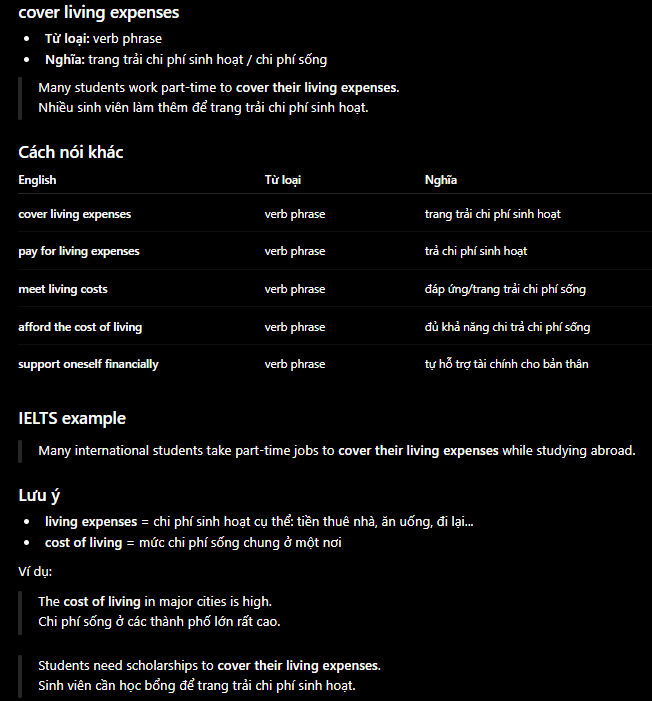 cover living expenses
Từ loại: verb phrase
Nghĩa: trang trải chi phí sinh hoạt / chi phí sống
Many students work part-time to cover their living expenses.
Nhiều sinh viên làm thêm để trang trải chi phí sinh hoạt.
Cách nói khác
English Từ loại Nghĩa
cover living expenses verb phrase trang trải chi phí sinh hoạt
pay for living expenses verb phrase trả chi phí sinh hoạt
meet living costs verb phrase đáp ứng/trang trải chi phí sống
afford the cost of living verb phrase đủ khả năng chi trả chi phí sống
support oneself financially verb phrase tự hỗ trợ tài chính cho bản thân
IELTS example
Many international students take part-time jobs to cover their living expenses while studying abroad.
Lưu ý
living expenses = chi phí sinh hoạt cụ thể: tiền thuê nhà, ăn uống, đi lại...
cost of living = mức chi phí sống chung ở một nơi
Ví dụ:
The cost of living in major cities is high.
Chi phí sống ở các thành phố lớn rất cao.
Students need scholarships to cover their living expenses.
Sinh viên cần học bổng để trang trải chi phí sinh hoạt.